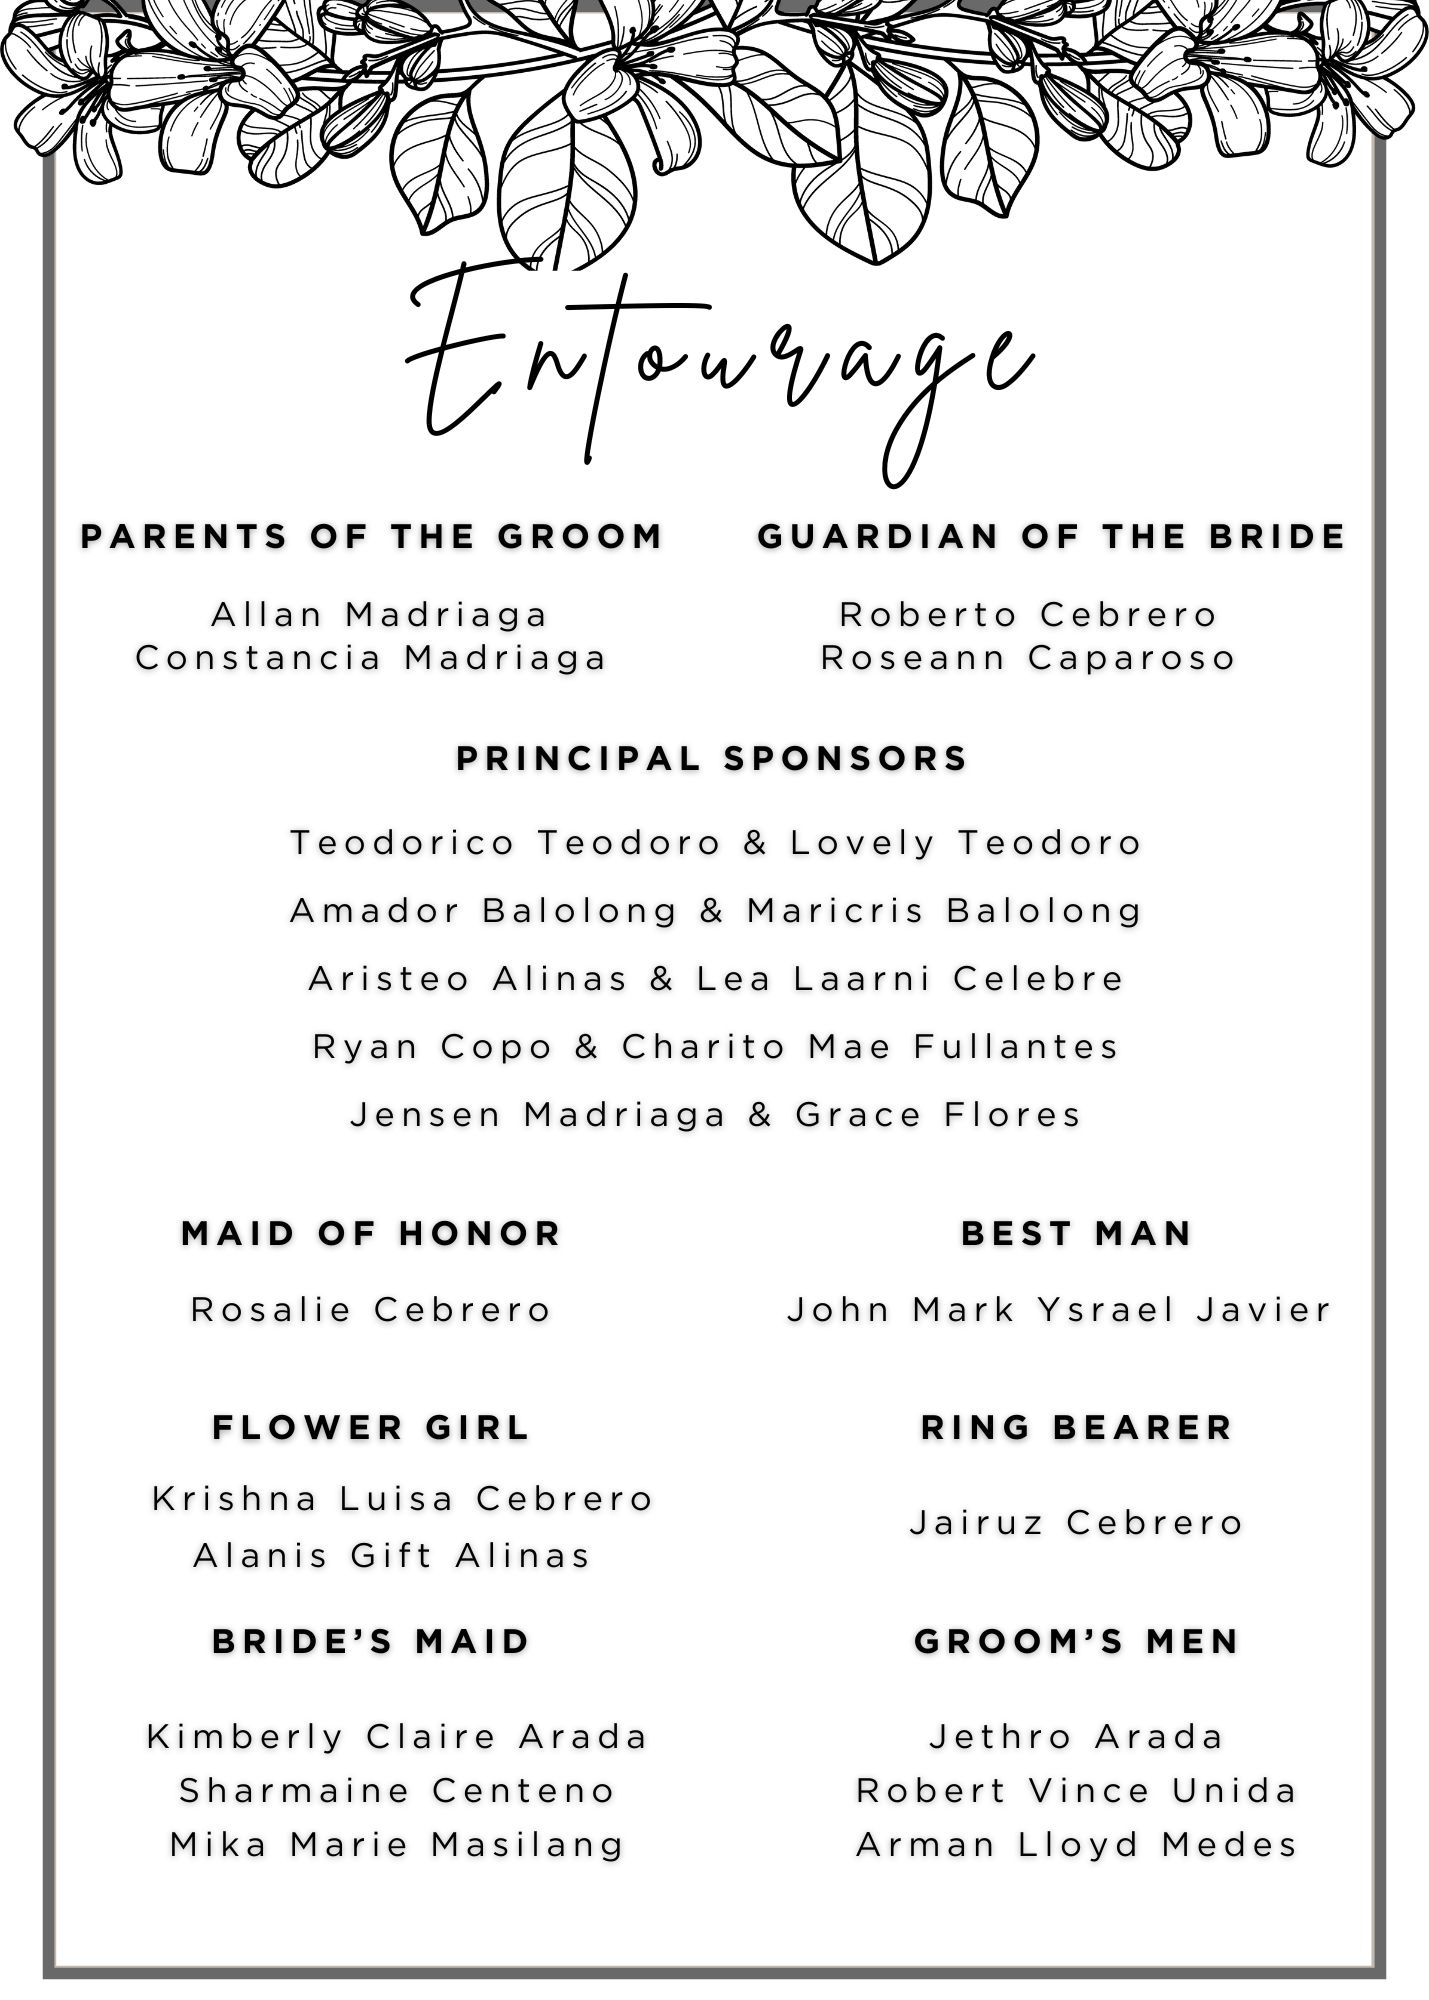 Entourage
PARENTS OF THE GROOM
Allan Madriaga
Constancia Madriaga
GUARDIAN OF THE BRIDE
Roberto Cebrero
Roseann Caparoso
PRINCIPAL SPONSORS
Teodorico Teodoro & Lovely Teodoro
Amador Balolong & Maricris Balolong
Aristeo Alinas & Lea Laarni Celebre
Ryan Copo & Charito Mae Fullantes
Jensen Madriaga & Grace Flores
MAID OF HONOR
Rosalie Cebrero
BEST MAN
John Mark Ysrael Javier
FLOWER GIRL
Krishna Luisa Cebrero
Alanis Gift Alinas
RING BEARER
Jairuz Cebrero
BRIDE’S MAID
Kimberly Claire Arada
Sharmaine Centeno
Mika Marie Masilang
GROOM’S MEN
Jethro Arada
Robert Vince Unida
Arman Lloyd Medes